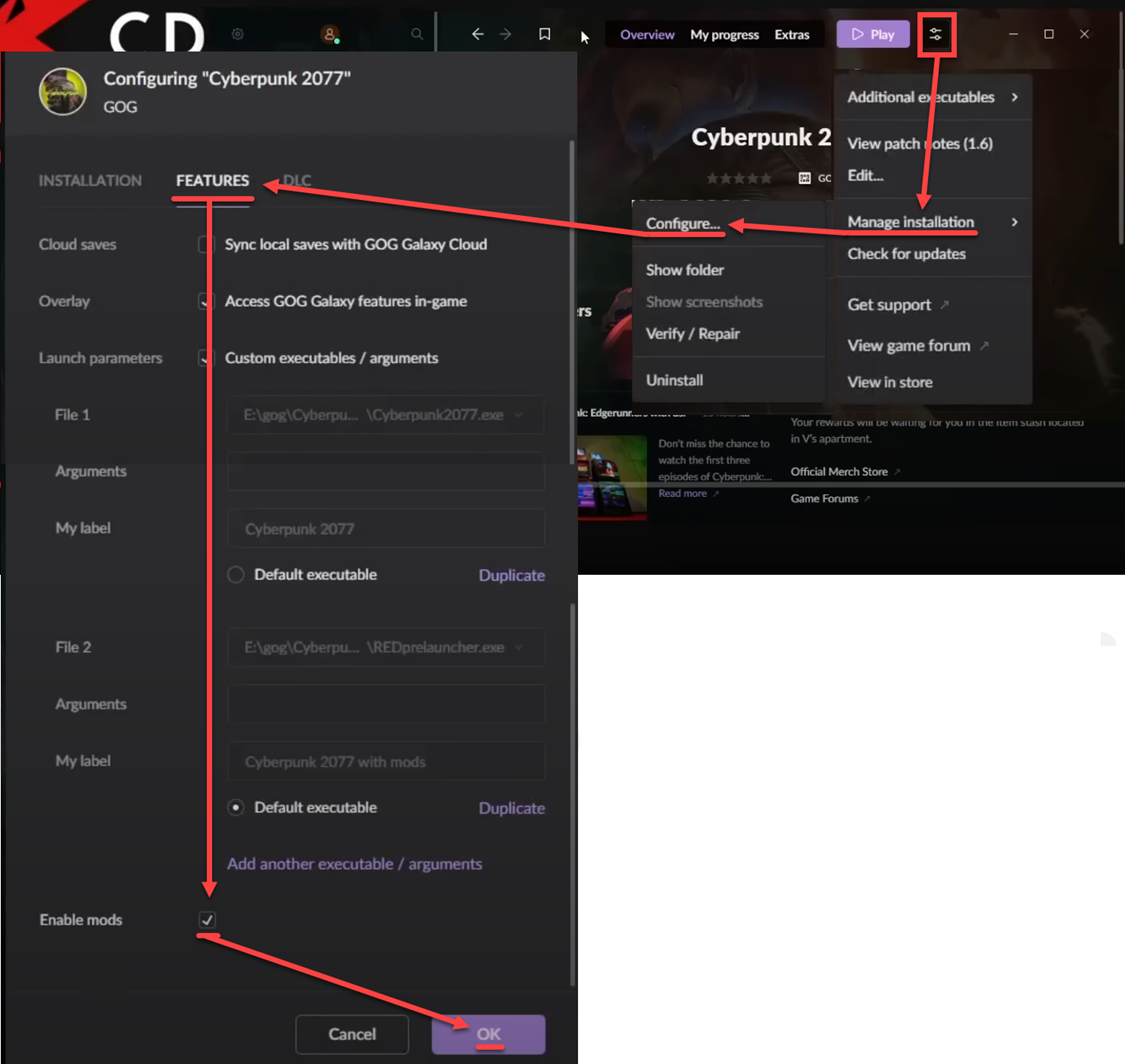 CD
Overview
My progress
Extras
Play
Configuring "Cyberpunk 2077"
GOG
INSTALLATION
FEATURES
DLC
Cloud saves
Sync local saves with GOG Galaxy Cloud
Overlay
Access GOG Galaxy features in-game
Launch parameters
Custom executables / arguments
File 1
E:\gog\Cyberpu... \Cyberpunk2077.exe
Arguments
My label
Cyberpunk 2077
Default executable
Duplicate
File 2
E:\gog\Cyberpu... \REDprelauncher.exe
Arguments
My label
Cyberpunk 2077 with mods
Default executable
Duplicate
Add another executable / arguments
Enable mods
Cancel
OK
Cyberpunk 2
GC
Additional executables
View patch notes (1.6)
Edit...
Manage installation
Check for updates
Get support
View game forum
View in store
Configure...
Show folder
Show screenshots
Verify / Repair
Uninstall
ers
Don't miss the chance to
watch the first three
episodes of Cyberpunk:...
Read more
Your rewards will be waiting for you in the item stash located
in V's apartment.
Official Merch Store
Game Forums